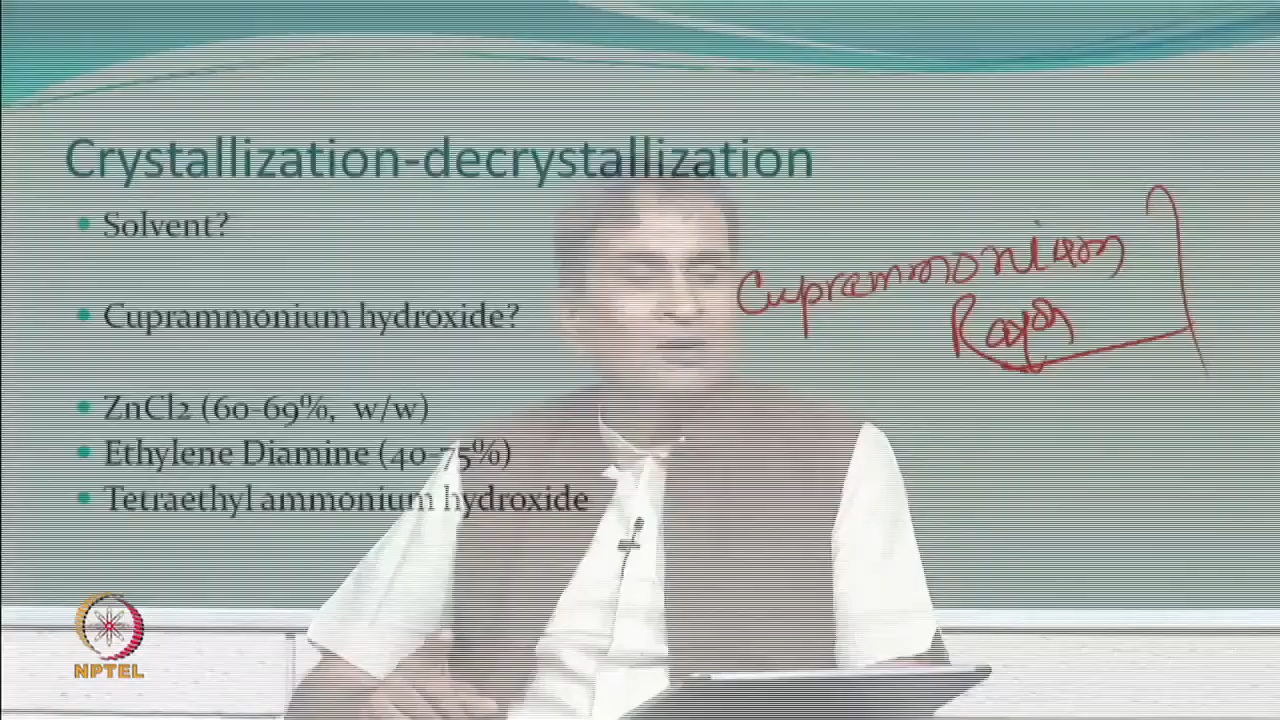 Crystallization-decrystallization
• Solvent?
• Cuprammonium hydroxide?
Cuprammonium
Rayon
• ZnCl2 (60-69%, w/w)
• Ethylene Diamine (40-75%)
• Tetraethyl ammonium hydroxide
NPTEL